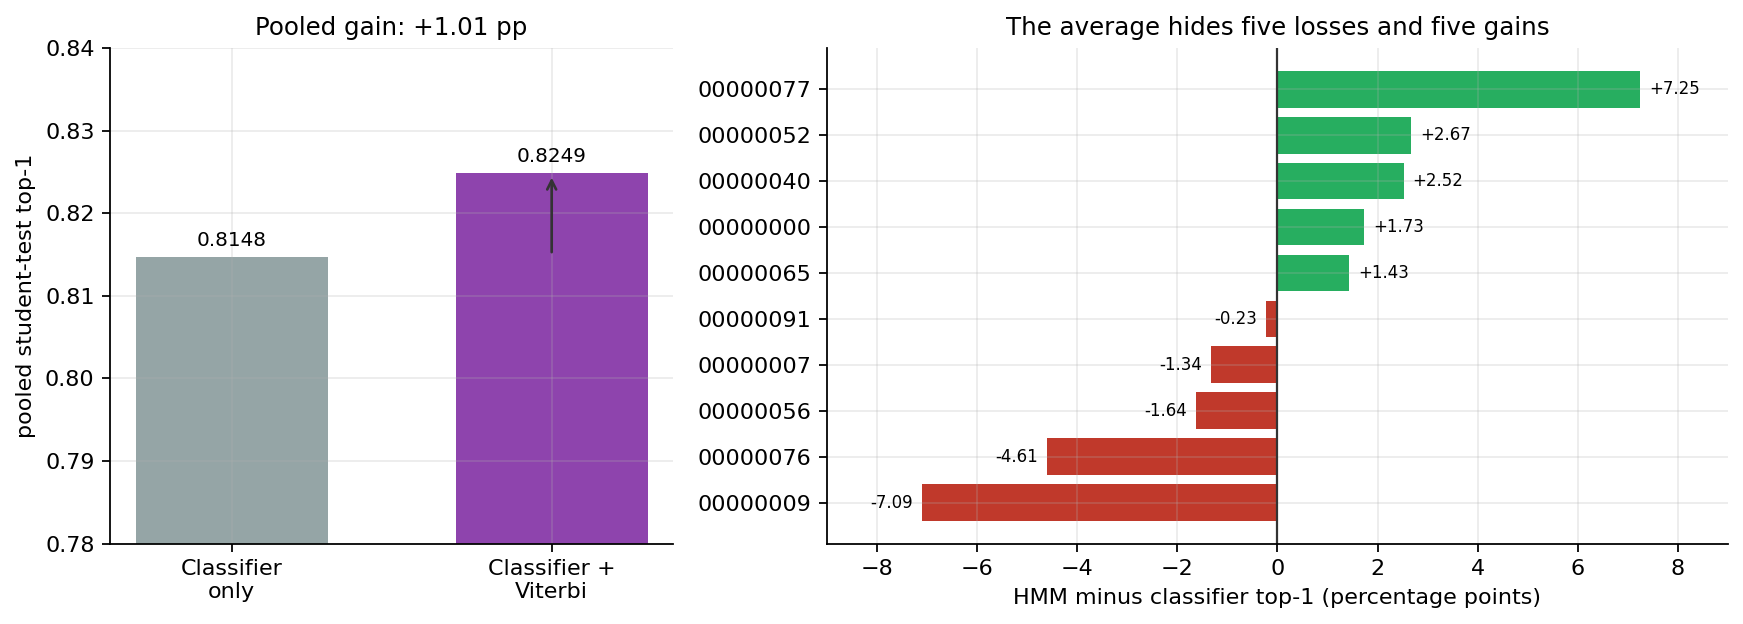 Pooled gain: +1.01 pp
pooled student-test top-1
0.84
0.83
0.82
0.81
0.80
0.79
0.78
0.8148
0.8249
Classifier
only
Classifier +
Viterbi
The average hides five losses and five gains
00000077 +7.25
00000052 +2.67
00000040 +2.52
00000000 +1.73
00000065 +1.43
00000091 -0.23
00000007 -1.34
00000056 -1.64
00000076 -4.61
00000009 -7.09
−8 −6 −4 −2 0 2 4 6 8
HMM minus classifier top-1 (percentage points)